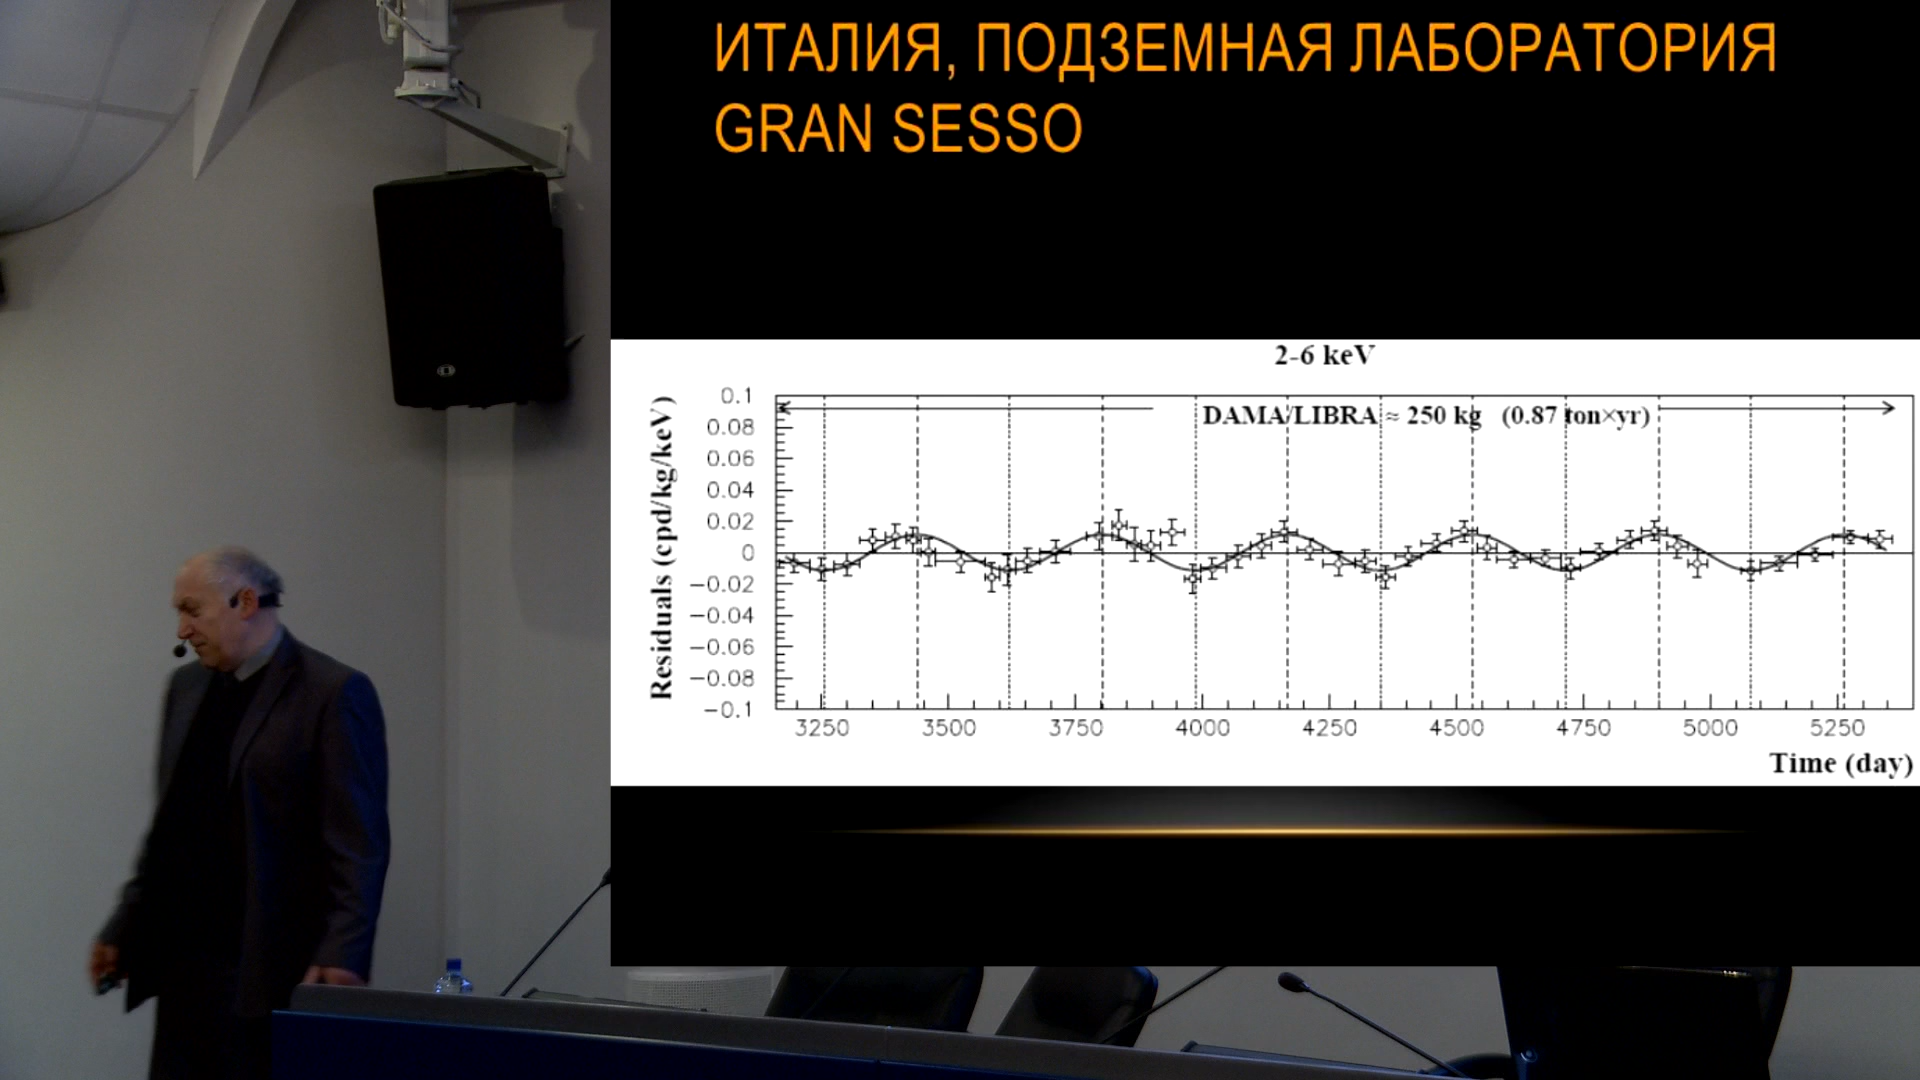 ИТАЛИЯ, ПОДЗЕМНАЯ ЛАБОРАТОРИЯ
GRAN SESSO
2-6 keV
Residuals (cpd/kg/keV)
DAMA/LIBRA ≈ 250 kg (0.87 ton×yr)
0.1
0.08
0.06
0.04
0.02
0
−0.02
−0.04
−0.06
−0.08
−0.1
3250 3500 3750 4000 4250 4500 4750 5000 5250
Time (day)